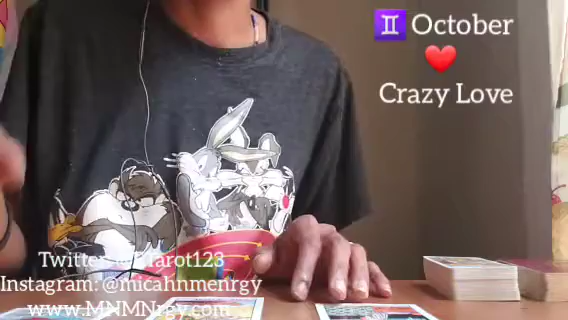 ♊ October
❤️
Crazy Love
Twitter
Tarot123
Instagram: @micahnmenrgy
www.MNMNrgy.com